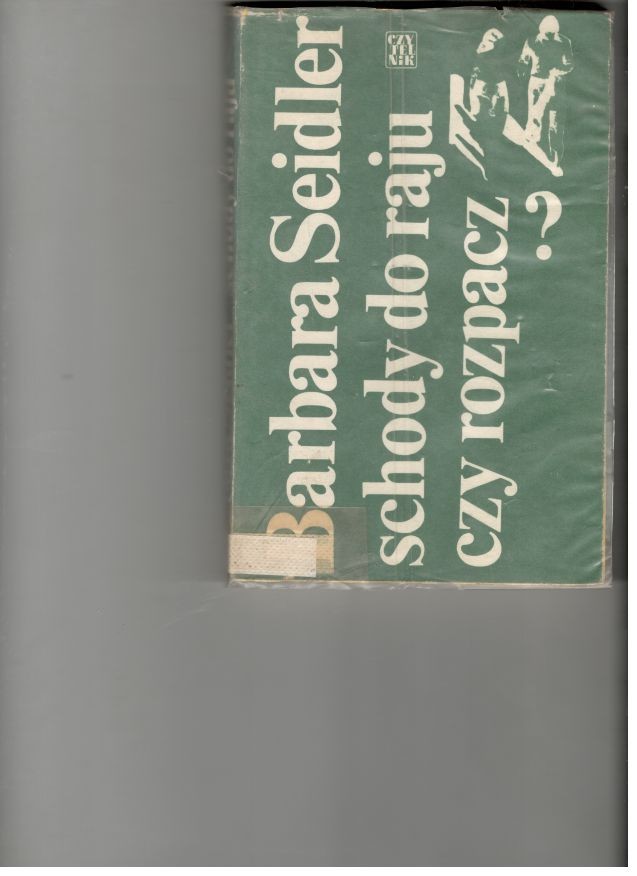 Barbara Seidler
CZY
TEL
NIK
schody do raju
czy rozpacz
?